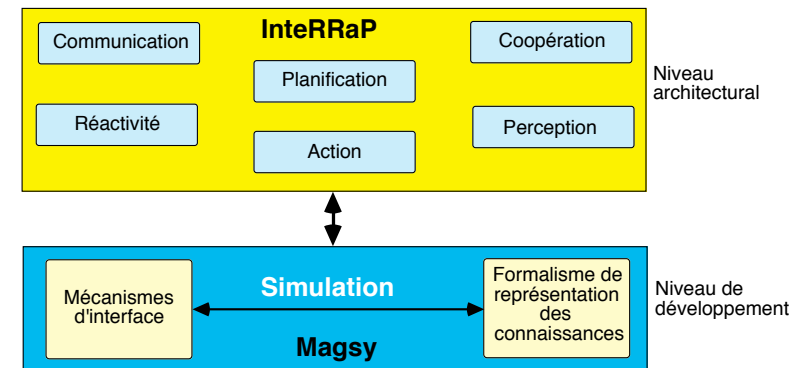 InteRRaP
Communication
Coopération
Planification
Réactivité
Perception
Action
Niveau
architectural
Simulation
Mécanismes
d'interface
Formalisme de
représentation
des
connaissances
Magsy
Niveau de
développement